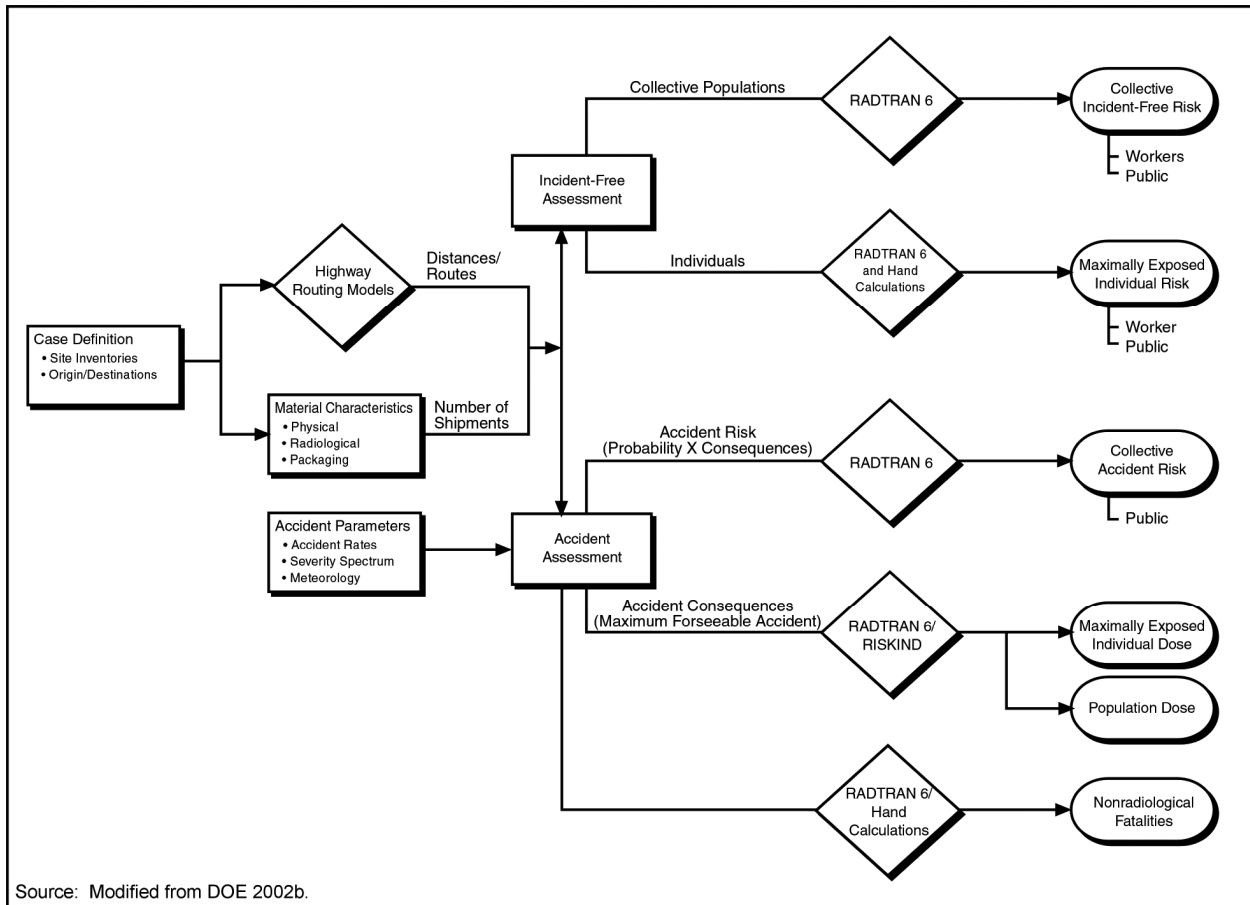 Collective Populations
RADTRAN 6
Collective
Incident-Free Risk
Workers
Public
Incident-Free
Assessment
Individuals
RADTRAN 6
and Hand
Calculations
Maximally Exposed
Individual Risk
Worker
Public
Highway
Routing Models
Distances/
Routes
Case Definition
• Site Inventories
• Origin/Destinations
Material Characteristics
• Physical
• Radiological
• Packaging
Number of
Shipments
Accident Risk
(Probability X Consequences)
RADTRAN 6
Collective
Accident Risk
Public
Accident Parameters
• Accident Rates
• Severity Spectrum
• Meteorology
Accident
Assessment
Accident Consequences
(Maximum Forseeable Accident)
RADTRAN 6/
RISKIND
Maximally Exposed
Individual Dose
Population Dose
RADTRAN 6/
Hand
Calculations
Nonradiological
Fatalities
Source: Modified from DOE 2002b.